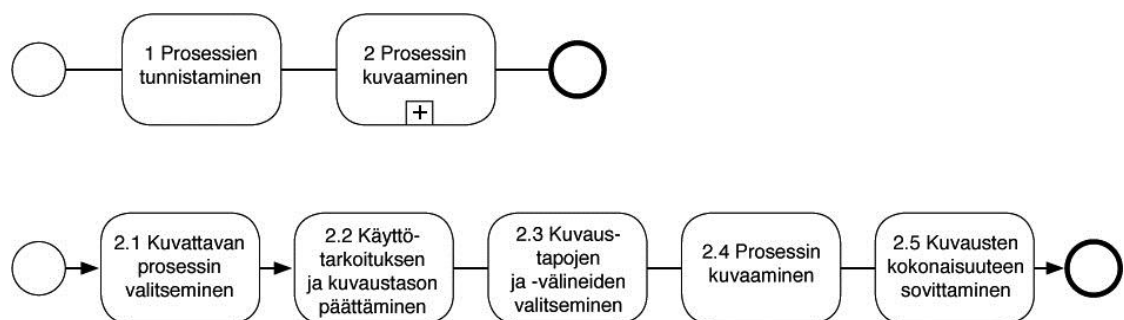 1 Prosessien
tunnistaminen
2 Prosessin
kuvaaminen
+
2.1 Kuvattavan
prosessin
valitseminen
2.2 Käyttö-
tarkoituksen
ja kuvaustason
päättäminen
2.3 Kuvaus-
tapojen
ja -välineiden
valitseminen
2.4 Prosessin
kuvaaminen
2.5 Kuvausten
kokonaisuuteen
sovittaminen